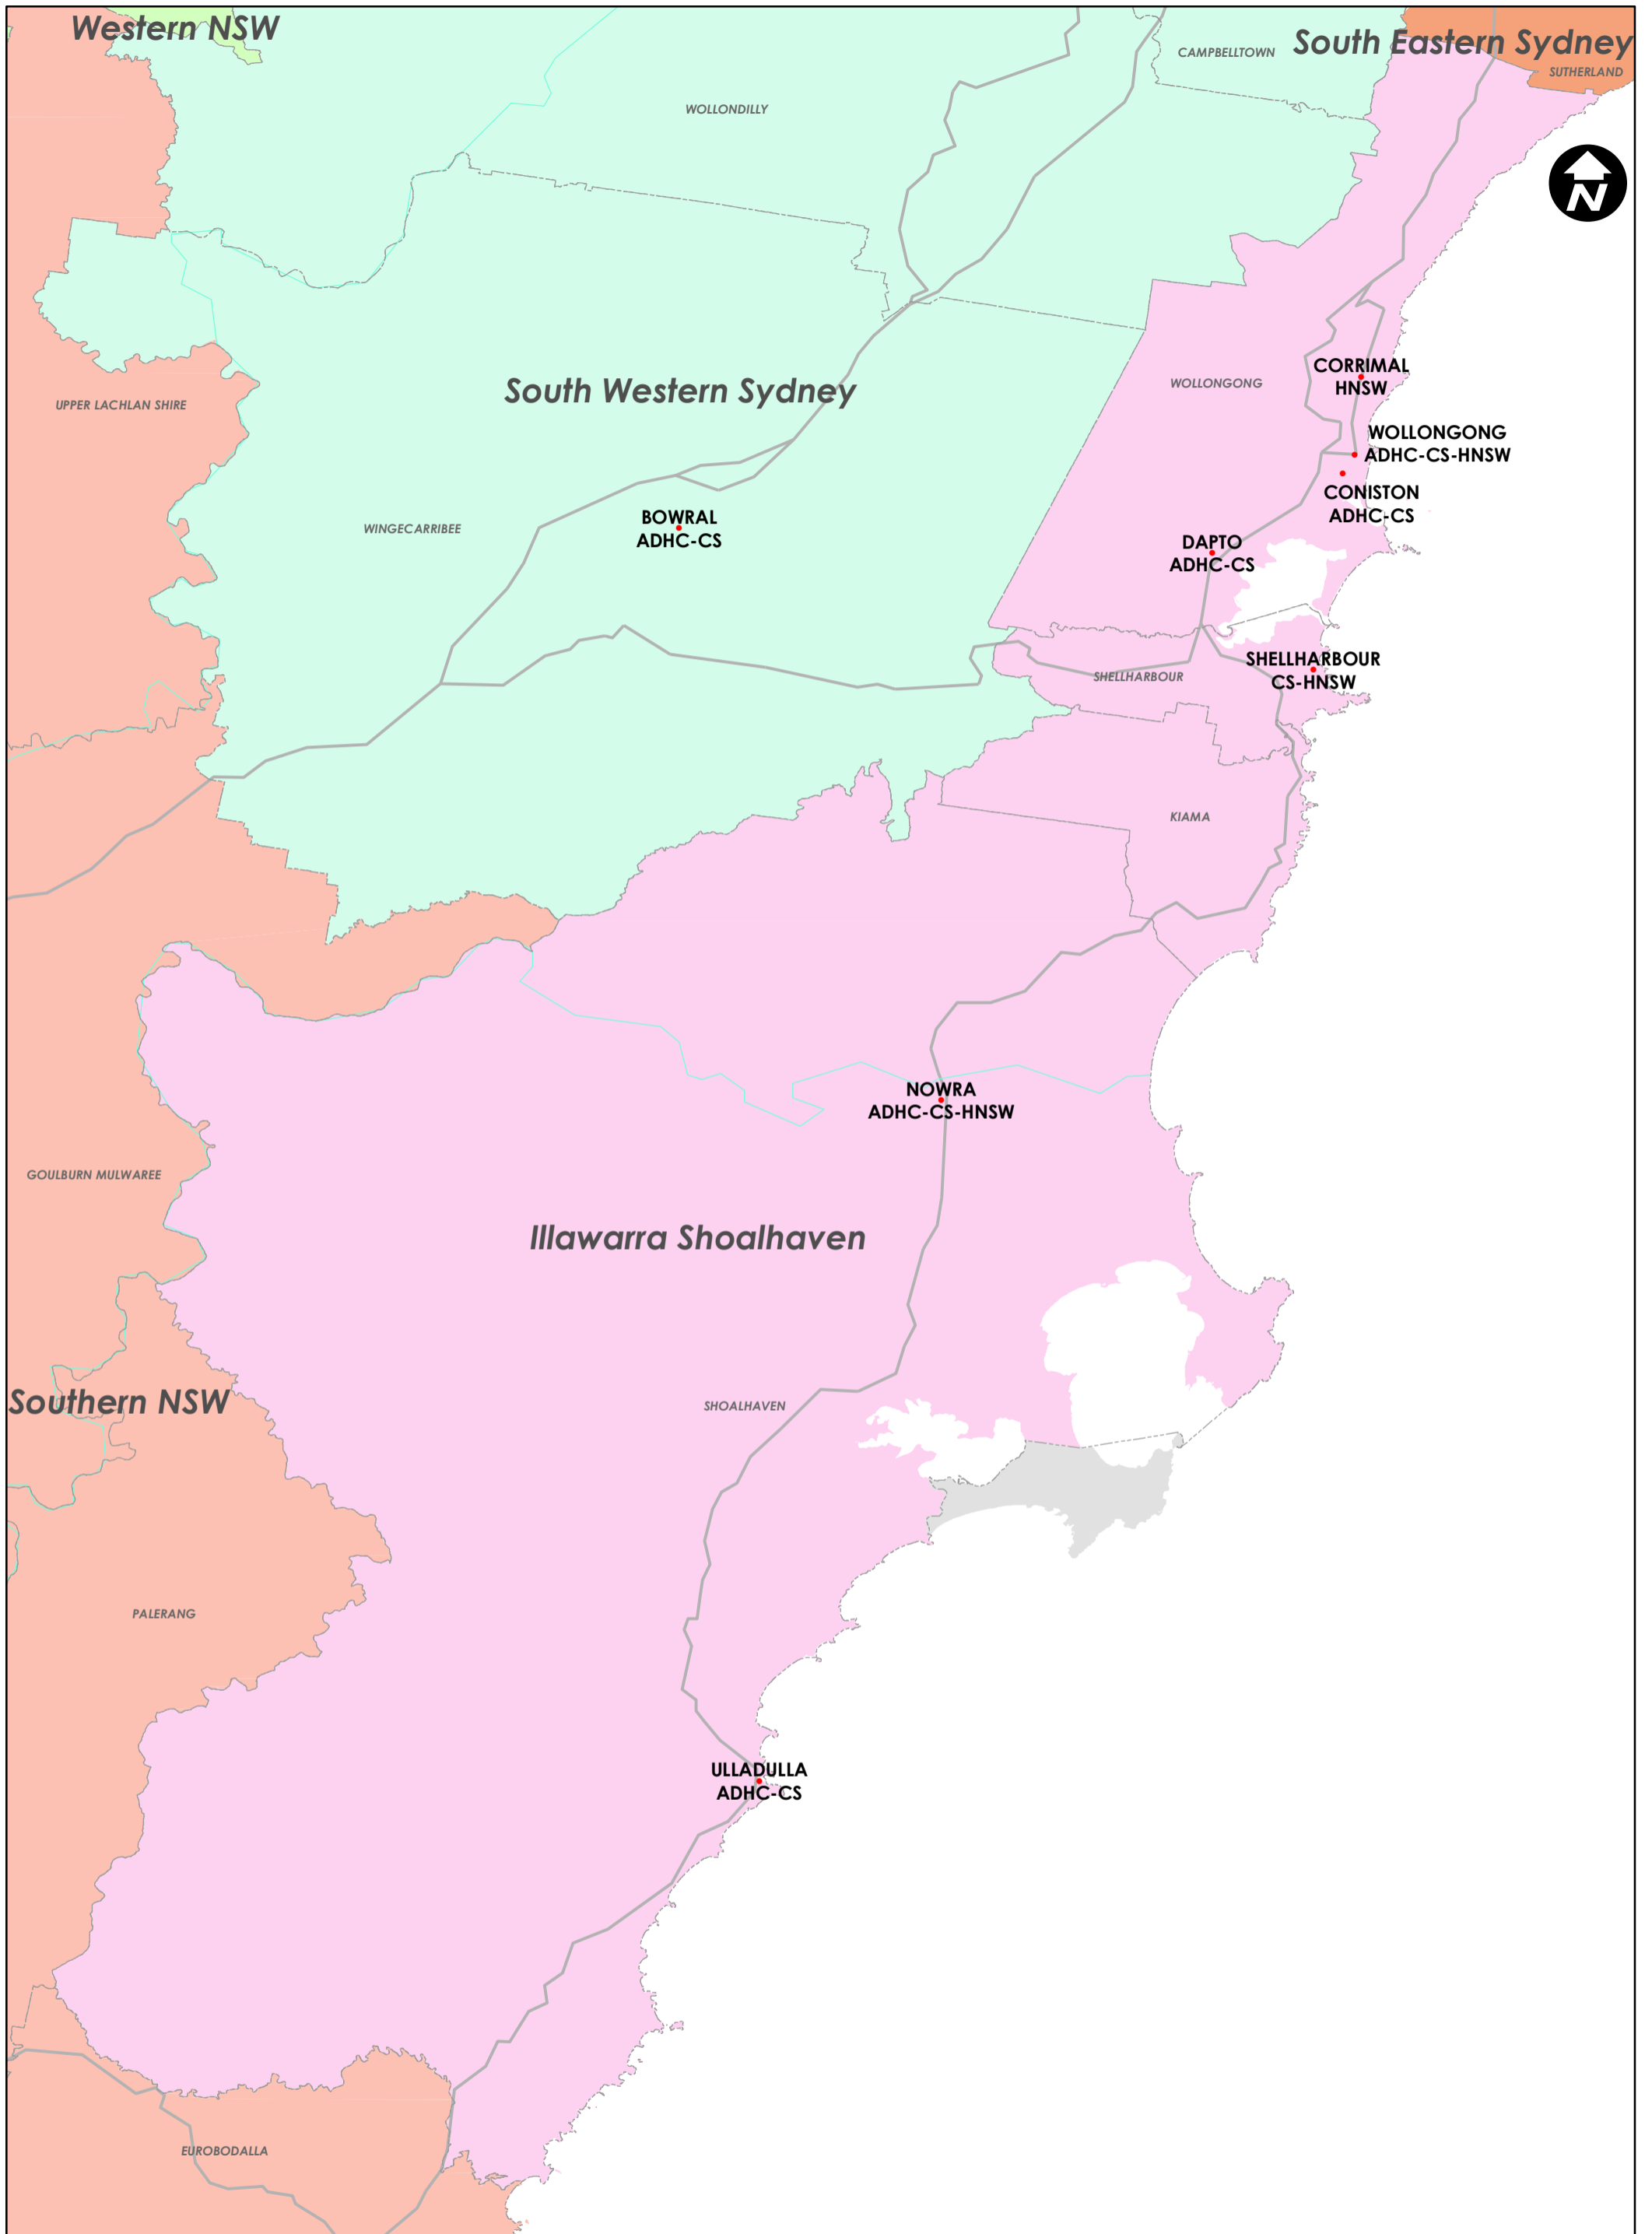 Western NSW
South Eastern Sydney
CAMPBELLTOWN
SUTHERLAND
WOLLONDILLY
N
CORRIMAL
HNSW
South Western Sydney
WOLLONGONG
UPPER LACHLAN SHIRE
WOLLONGONG
ADHC-CS-HNSW
CONISTON
ADHC-CS
BOWRAL
ADHC-CS
WINGECARRIBEE
DAPTO
ADHC-CS
SHELLHARBOUR
CS-HNSW
SHELLHARBOUR
KIAMA
NOWRA
ADHC-CS-HNSW
GOULBURN MULWAREE
Illawarra Shoalhaven
Southern NSW
SHOALHAVEN
PALERANG
ULLADULLA
ADHC-CS
EUROBODALLA